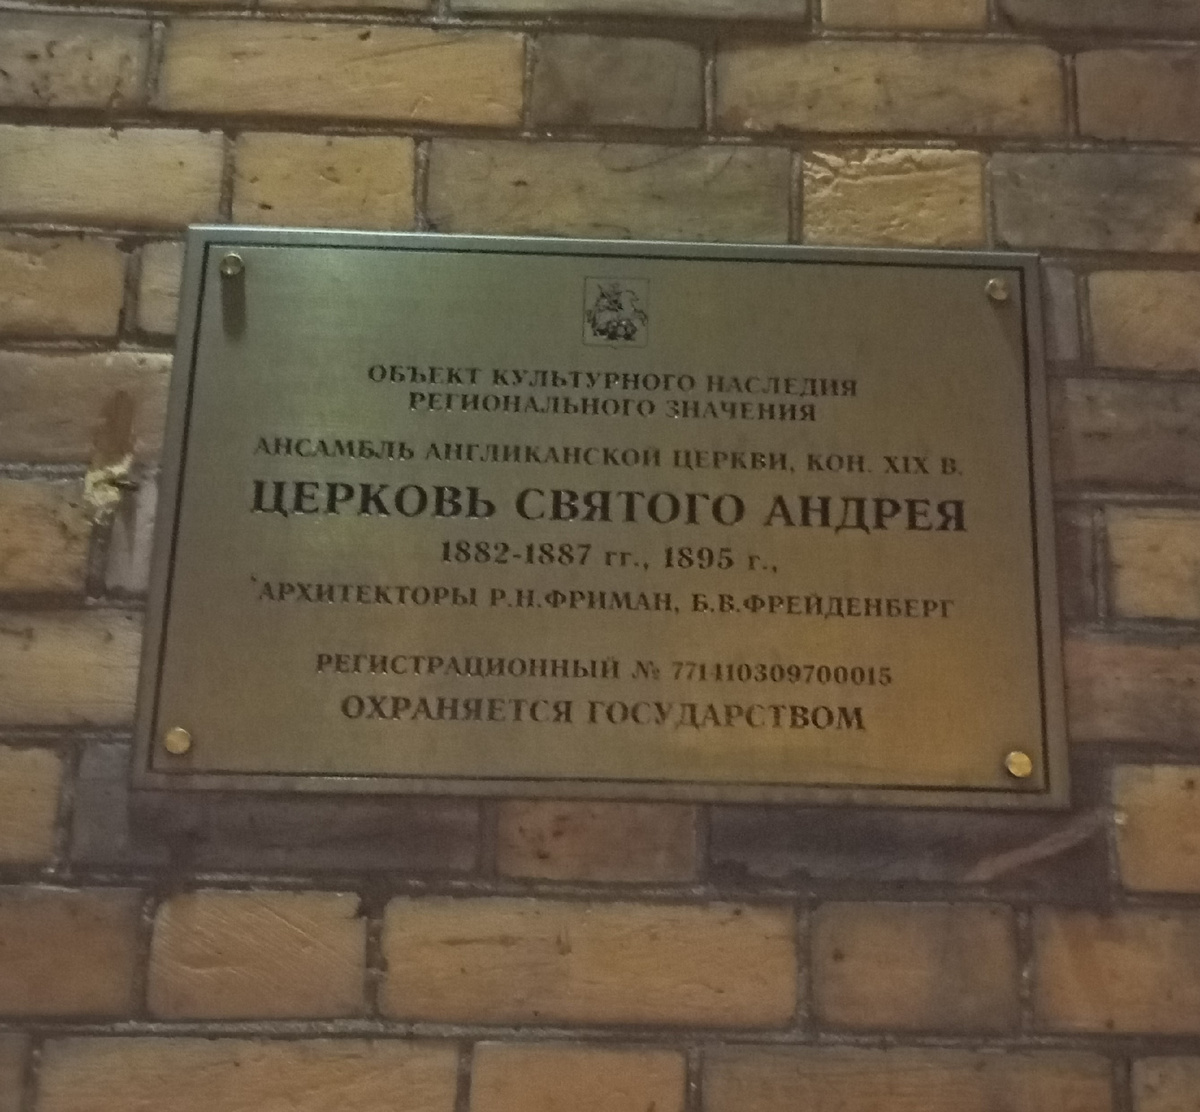 ОБЪЕКТ КУЛЬТУРНОГО НАСЛЕДИЯ
РЕГИОНАЛЬНОГО ЗНАЧЕНИЯ
АНСАМБЛЬ АНГЛИКАНСКОЙ ЦЕРКВИ, КОН. XIX В.
ЦЕРКОВЬ СВЯТОГО АНДРЕЯ
1882-1887 гг., 1895 г.,
АРХИТЕКТОРЫ Р.Н.ФРИМАН, Б.В.ФРЕЙДЕНБЕРГ
РЕГИСТРАЦИОННЫЙ № 771410309700015
ОХРАНЯЕТСЯ ГОСУДАРСТВОМ